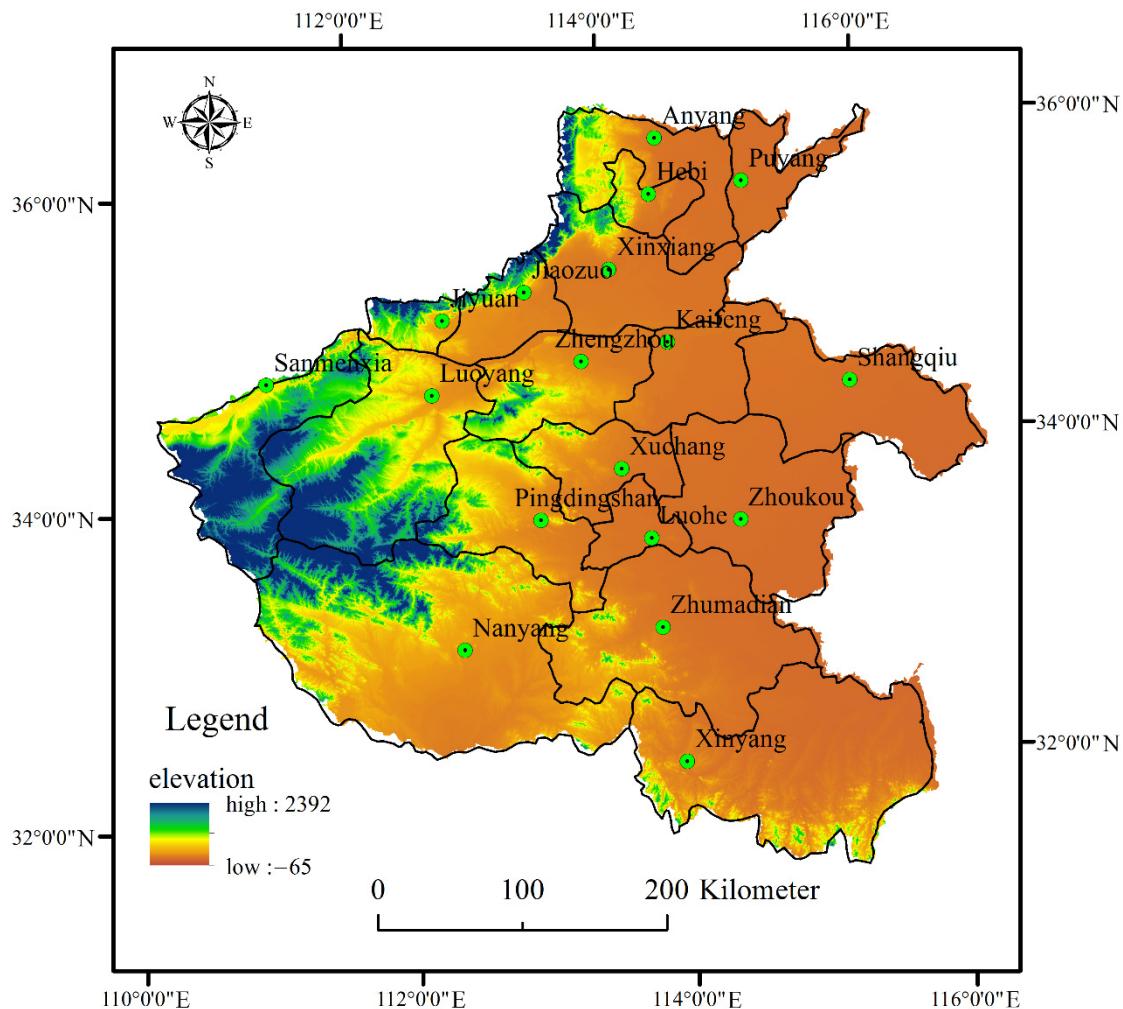 112°0'0"E 114°0'0"E 116°0'0"E
36°0'0"N
N
W E
S
Anyang
Puyang
Hebi
36°0'0"N
Xinxiang
Jiaozuo
Jiyuan
Kaifeng
Zhengzhou
Shangqiu
Sanmenxia
Luoyang
34°0'0"N
Xuchang
Pingdingshan
Zhoukou
Luohe
34°0'0"N
Zhumadian
Nanyang
Legend
Xinyang
32°0'0"N
elevation
high : 2392
32°0'0"N
low :−65
0 100 200 Kilometer
110°0'0"E 112°0'0"E 114°0'0"E 116°0'0"E